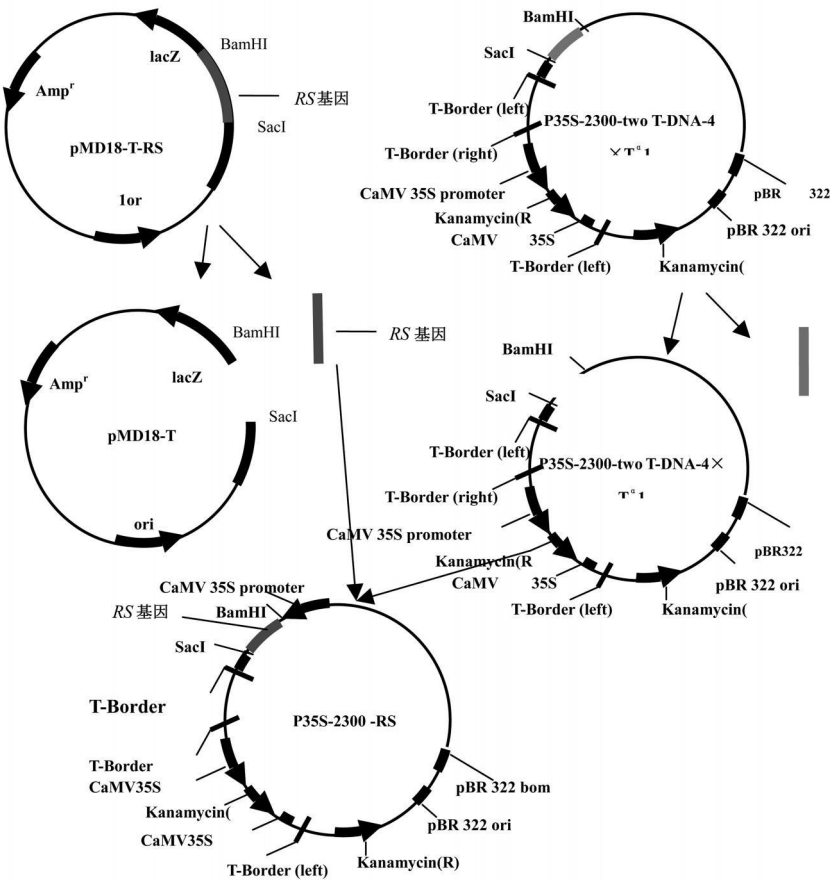 BamHI
lacZ
Ampʳ
RS基因
SacI
pMD18-T-RS
1or
BamHI
SacI
T-Border (left)
P35S-2300-two T-DNA-4
T-Border (right)
CaMV 35S promoter
Kanamycin(R
CaMV 35S
T-Border (left)
Kanamycin(
pBR 322
pBR 322 ori
BamHI
Ampʳ
lacZ
SacI
pMD18-T
ori
RS基因
BamHI
SacI
T-Border (left)
P35S-2300-two T-DNA-4×
T-Border (right)
CaMV 35S promoter
Kanamycin(R
CaMV 35S
T-Border (left)
Kanamycin(
pBR322
pBR 322 ori
CaMV 35S promoter
RS基因
BamHI
SacI
T-Border
P35S-2300 -RS
T-Border
CaMV35S
Kanamycin(
CaMV35S
T-Border (left)
Kanamycin(R)
pBR 322 bom
pBR 322 ori